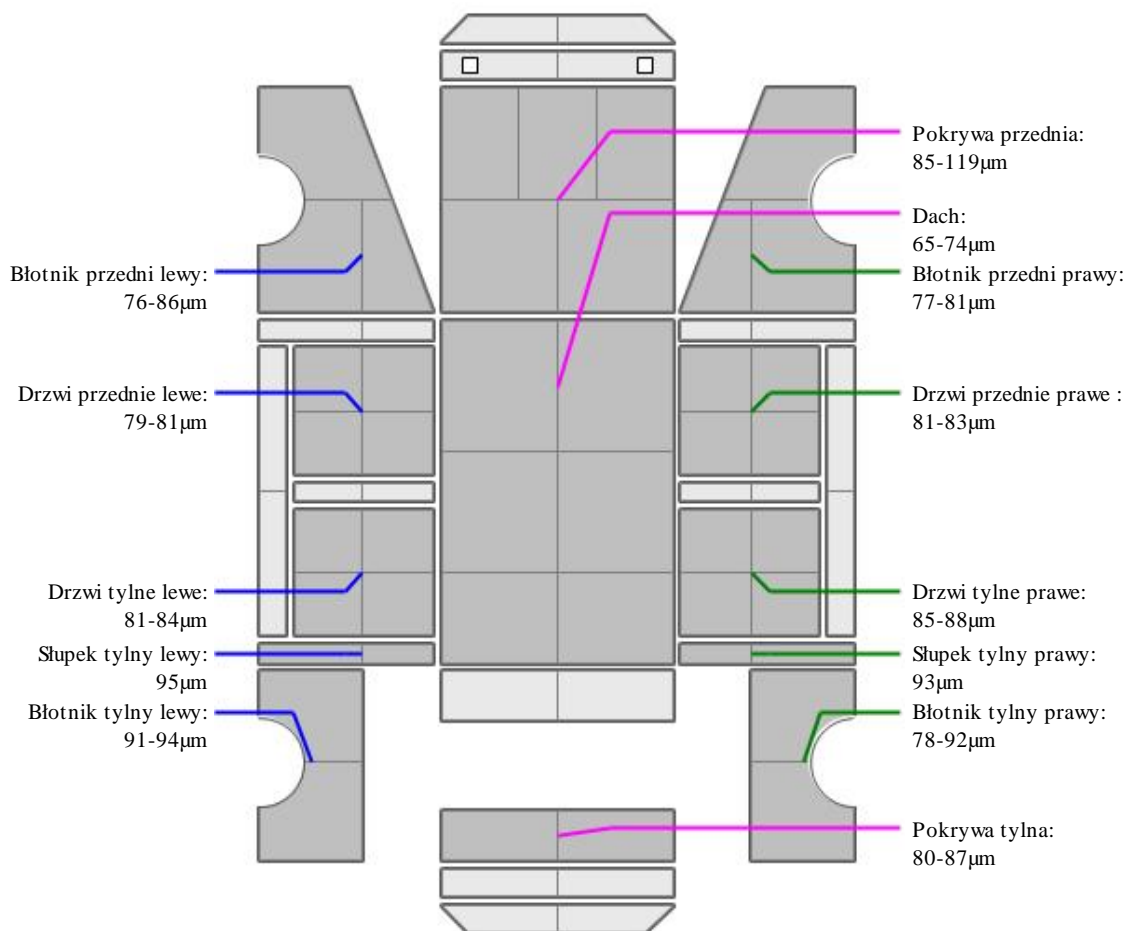 Pokrywa przednia:
85-119µm
Dach:
65-74µm
Błotnik przedni lewy:
76-86µm
Błotnik przedni prawy:
77-81µm
Drzwi przednie lewe:
79-81µm
Drzwi przednie prawe :
81-83µm
Drzwi tylne lewe:
81-84µm
Drzwi tylne prawe:
85-88µm
Słupek tylny lewy:
95µm
Słupek tylny prawy:
93µm
Błotnik tylny lewy:
91-94µm
Błotnik tylny prawy:
78-92µm
Pokrywa tylna:
80-87µm